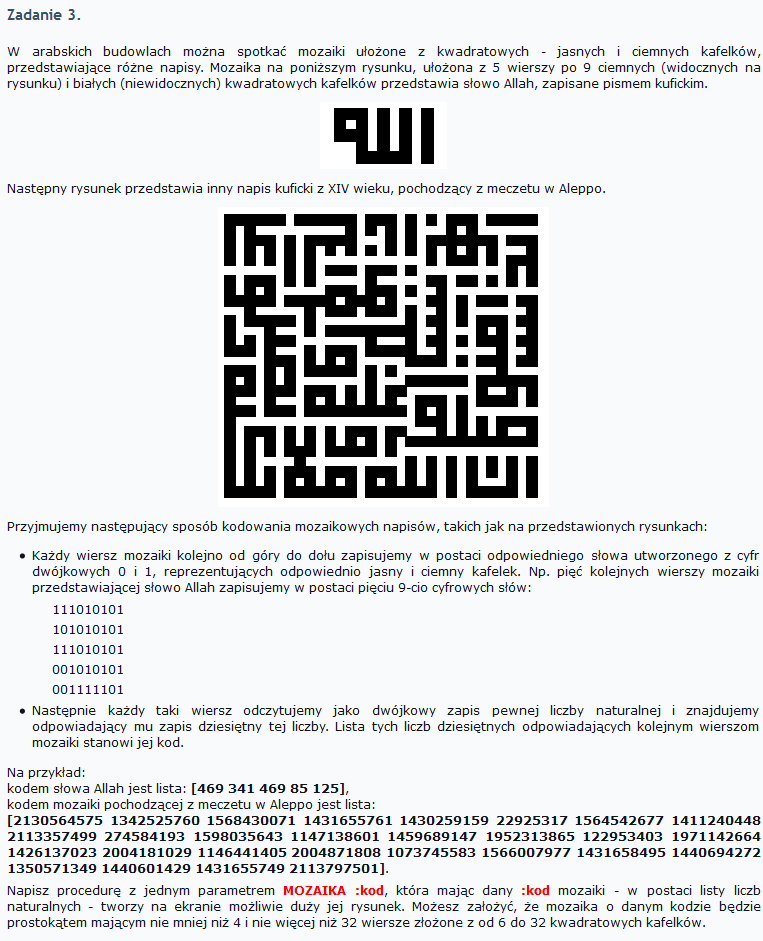 Zadanie 3.
W arabskich budowlach można spotkać mozaiki ułożone z kwadratowych - jasnych i ciemnych kafelków,
przedstawiające różne napisy. Mozaika na poniższym rysunku, ułożona z 5 wierszy po 9 ciemnych (widocznych na
rysunku) i białych (niewidocznych) kwadratowych kafelków przedstawia słowo Allah, zapisane pismem kufickim.
الله
Następny rysunek przedstawia inny napis kuficki z XIV wieku, pochodzący z meczetu w Aleppo.
Przyjmujemy następujący sposób kodowania mozaikowych napisów, takich jak na przedstawionych rysunkach:
• Każdy wiersz mozaiki kolejno od góry do dołu zapisujemy w postaci odpowiedniego słowa utworzonego z cyfr
dwójkowych 0 i 1, reprezentujących odpowiednio jasny i ciemny kafelek. Np. pięć kolejnych wierszy mozaiki
przedstawiającej słowo Allah zapisujemy w postaci pięciu 9-cio cyfrowych słów:
111010101
101010101
111010101
001010101
001111101
• Następnie każdy taki wiersz odczytujemy jako dwójkowy zapis pewnej liczby naturalnej i znajdujemy
odpowiadający mu zapis dziesiętny tej liczby. Lista tych liczb dziesiętnych odpowiadających kolejnym wierszom
mozaiki stanowi jej kod.
Na przykład:
kodem słowa Allah jest lista: [469 341 469 85 125],
kodem mozaiki pochodzącej z meczetu w Aleppo jest lista:
[2130564575 1342525760 1568430071 1431655761 1430259159 22925317 1564542677 1411240448
2113357499 274584193 1598035643 1147138601 1459689147 1952313865 122953403 1971142664
1426137023 2004181029 1146441405 2004871808 1073745583 1566007977 1431658495 1440694272
1350571349 1440601429 1431655749 2113797501].
Napisz procedurę z jednym parametrem MOZAIKA :kod, która mając dany :kod mozaiki - w postaci listy liczb
naturalnych - tworzy na ekranie możliwie duży jej rysunek. Możesz założyć, że mozaika o danym kodzie będzie
prostokątem mającym nie mniej niż 4 i nie więcej niż 32 wiersze złożone z od 6 do 32 kwadratowych kafelków.